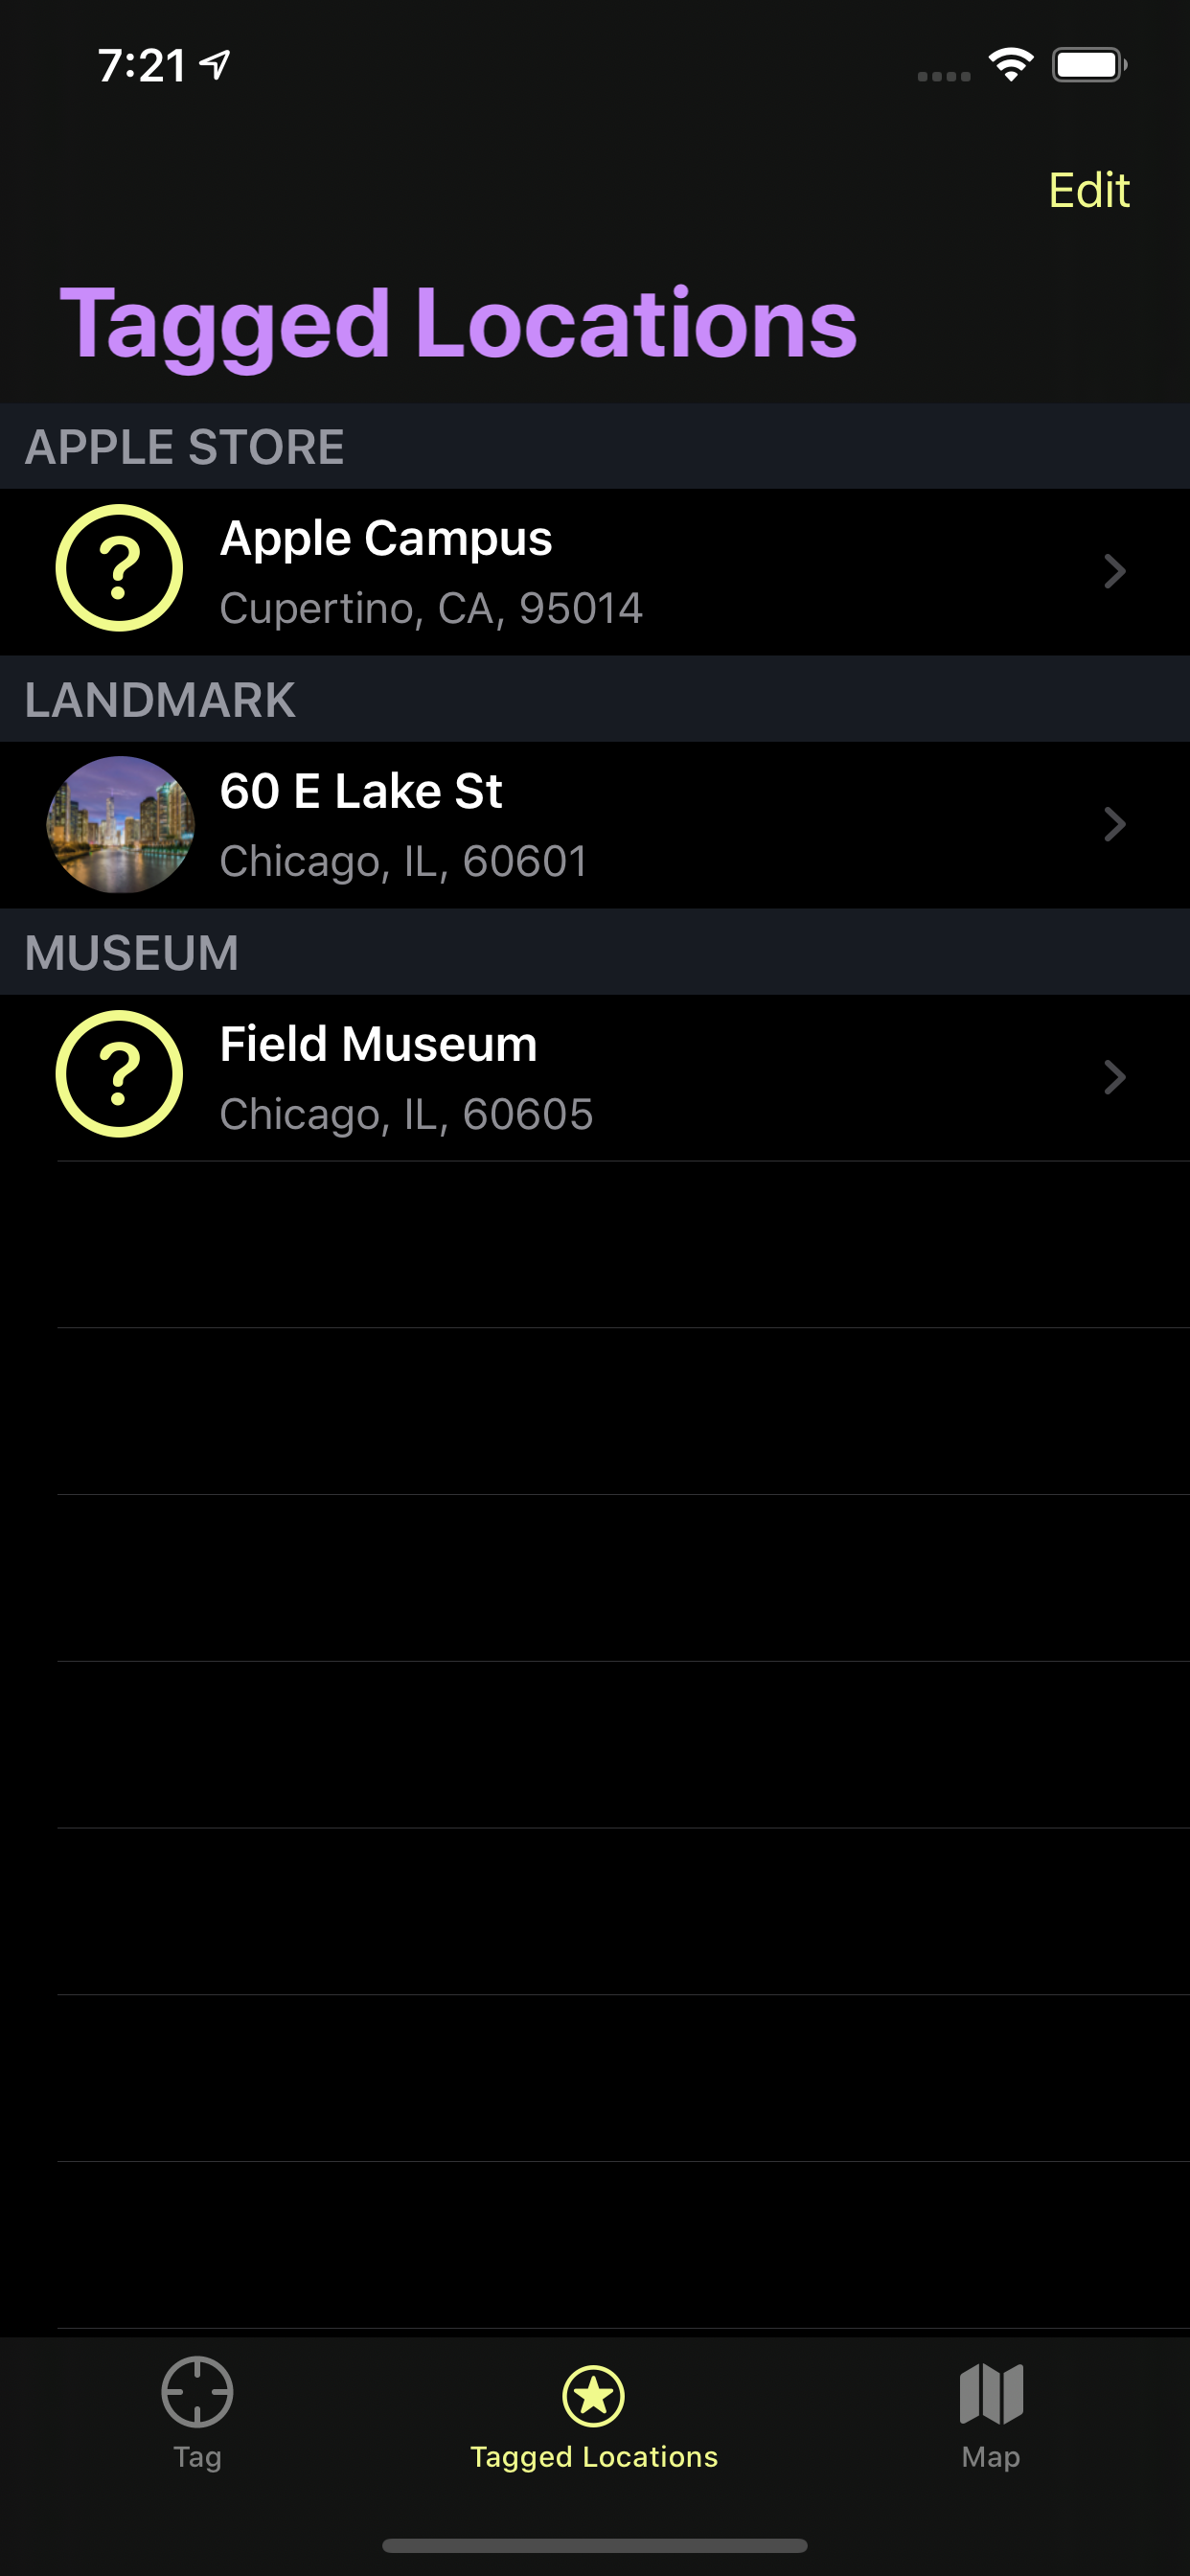 7:21
Edit
Tagged Locations
APPLE STORE
?
Apple Campus
Cupertino, CA, 95014
LANDMARK
60 E Lake St
Chicago, IL, 60601
MUSEUM
?
Field Museum
Chicago, IL, 60605
Tag
Tagged Locations
Map